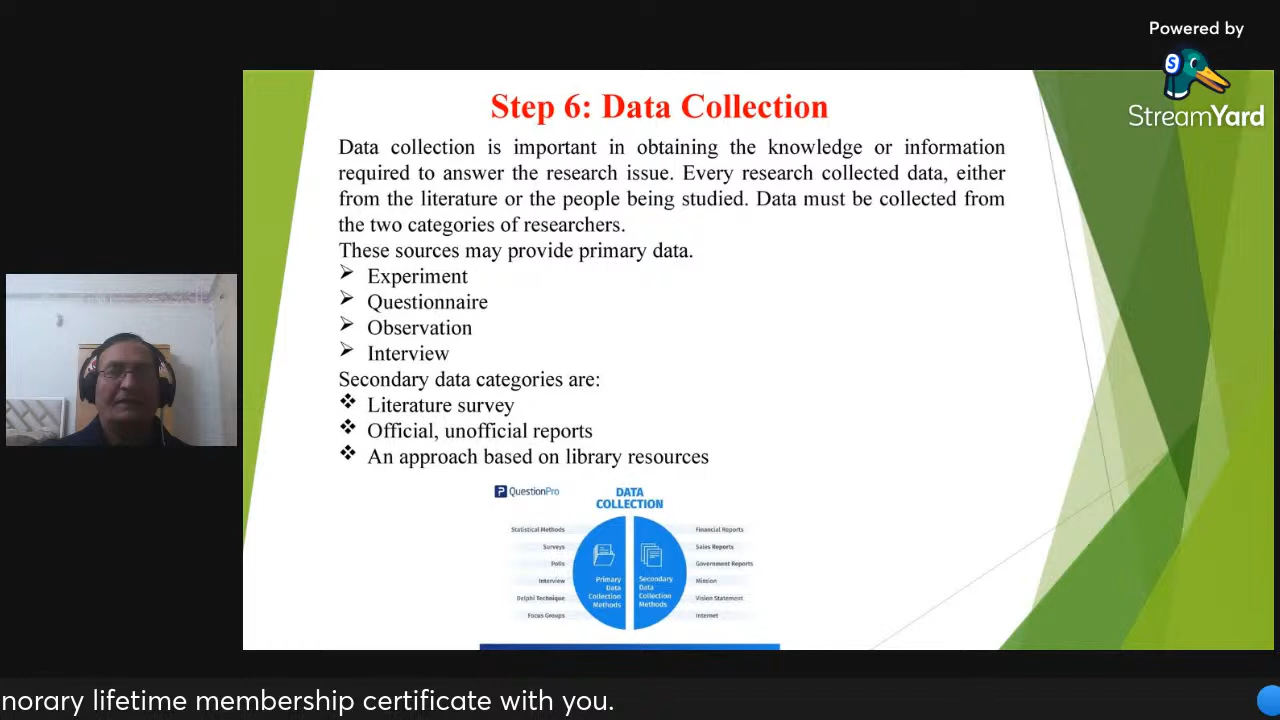 Powered by
StreamYard
Step 6: Data Collection
Data collection is important in obtaining the knowledge or information
required to answer the research issue. Every research collected data, either
from the literature or the people being studied. Data must be collected from
the two categories of researchers.
These sources may provide primary data.
Experiment
Questionnaire
Observation
Interview
Secondary data categories are:
Literature survey
Official, unofficial reports
An approach based on library resources
QuestionPro
DATA
COLLECTION
Statistical Methods
Surveys
Polls
Interview
Delphi Technique
Focus Groups
Primary
Data
Collection
Methods
Secondary
Data
Collection
Methods
Financial Reports
Sales Reports
Government Reports
Mission
Vision Statement
Internet
norary lifetime membership certificate with you.